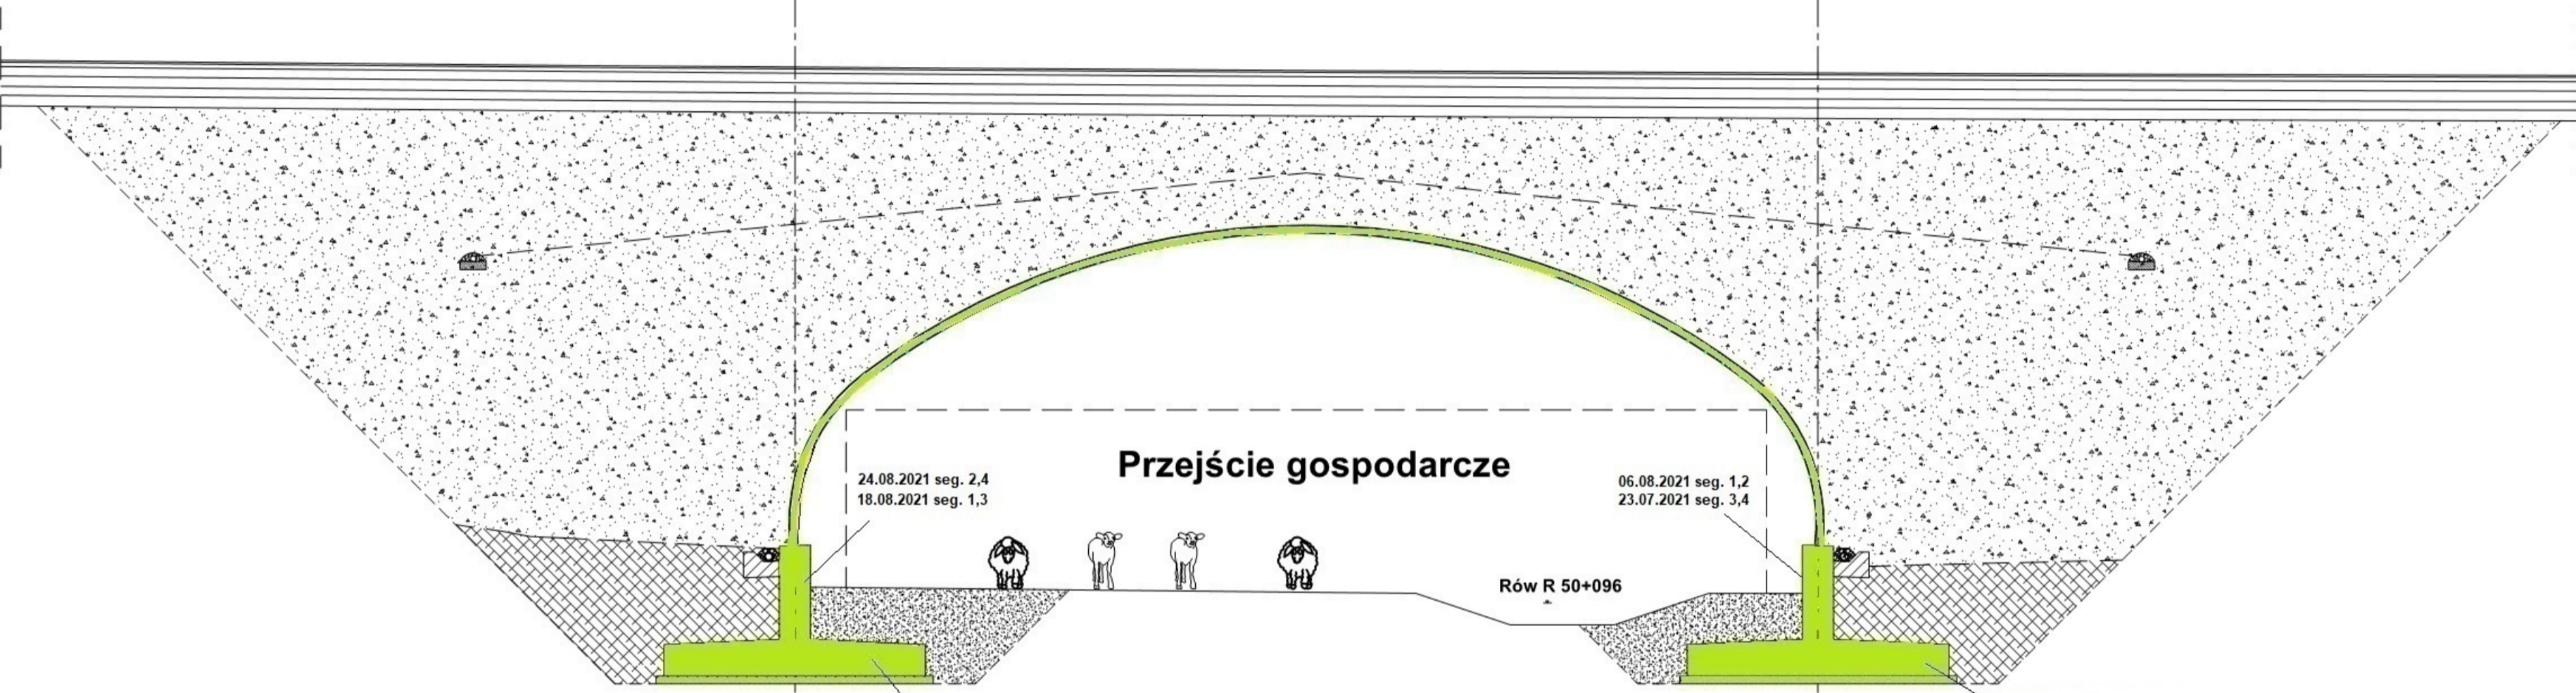 Przejście gospodarcze
24.08.2021 seg. 2,4
18.08.2021 seg. 1,3
06.08.2021 seg. 1,2
23.07.2021 seg. 3,4
Rów R 50+096